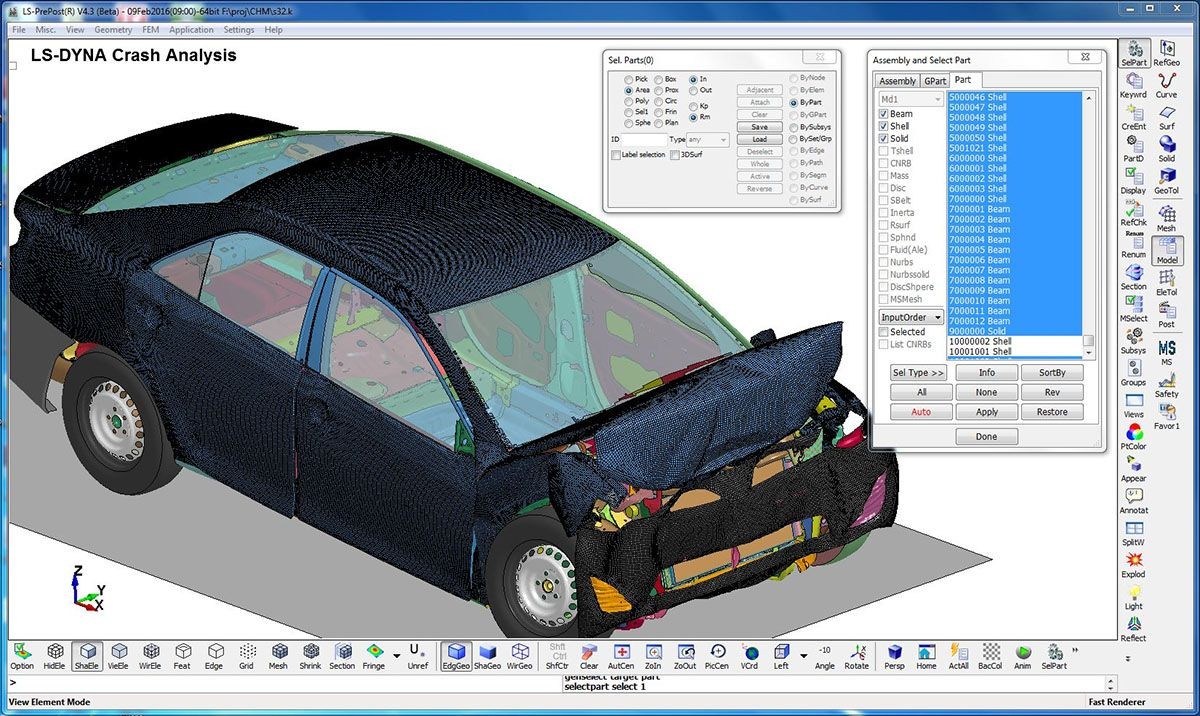 LS-PrePost(R) V4.3 (Beta) - 09Feb2016(09:00)-64bit F:\proj\CHM\s32.k
File Misc. View Geometry FEM Application Settings Help
LS-DYNA Crash Analysis
Sel. Parts(0)
Pick Box In ByNode
Area Prox Out Adjacent ByElem
Poly Circ Kp Attach ByPart
Sel1 Frin Rm Clear ByGPart
Sphe Plan Save BySubsys
ID Type any Load BySet/Grp
Label selection 3DSurf Deselect ByEdge
Whole ByPath
Active BySegm
Reverse ByCurve
BySurf
Assembly and Select Part
Assembly GPart Part
Md1
Beam
Shell
Solid
Tshell
CNRB
Mass
Disc
SBelt
Inerta
Rsurf
Sphnd
Fluid(Ale)
Nurbs
Nurbssolid
DiscShpere
MSMesh
InputOrder
Selected
List CNRBs
5000046 Shell
5000047 Shell
5000048 Shell
5000049 Shell
5000050 Shell
5001021 Shell
6000000 Shell
6000001 Shell
6000002 Shell
6000003 Shell
7000000 Shell
7000001 Beam
7000002 Beam
7000003 Beam
7000004 Beam
7000005 Beam
7000006 Beam
7000007 Beam
7000008 Beam
7000009 Beam
7000010 Beam
7000011 Beam
7000012 Beam
9000000 Solid
10000002 Shell
10001001 Shell
Sel Type >> Info SortBy
All None Rev
Auto Apply Restore
Done
SelPart RefGeo
Keywrd Curve
CreEnt Surf
PartD Solid
Display GeoTol
RefChk Mesh
Renum
Renum Model
Section EleTol
MSelect Post
Subsys MS
MS
Groups Safety
Views Favor1
PtColor
Appear
Annotat
SplitW
Explod
Light
Reflect
Z
Y
X
Option HidEle ShaEle VieEle WirEle Feat Edge Grid Mesh Shrink Section Fringe Unref EdgGeo ShaGeo WirGeo Shft Ctrl ShfCtr Clear AutCen ZoIn ZoOut PicCen VCrd Left -10 Angle Rotate Persp Home ActAll BacCol Anim SelPart
>
genselect target part
selectpart select 1
View Element Mode Fast Renderer